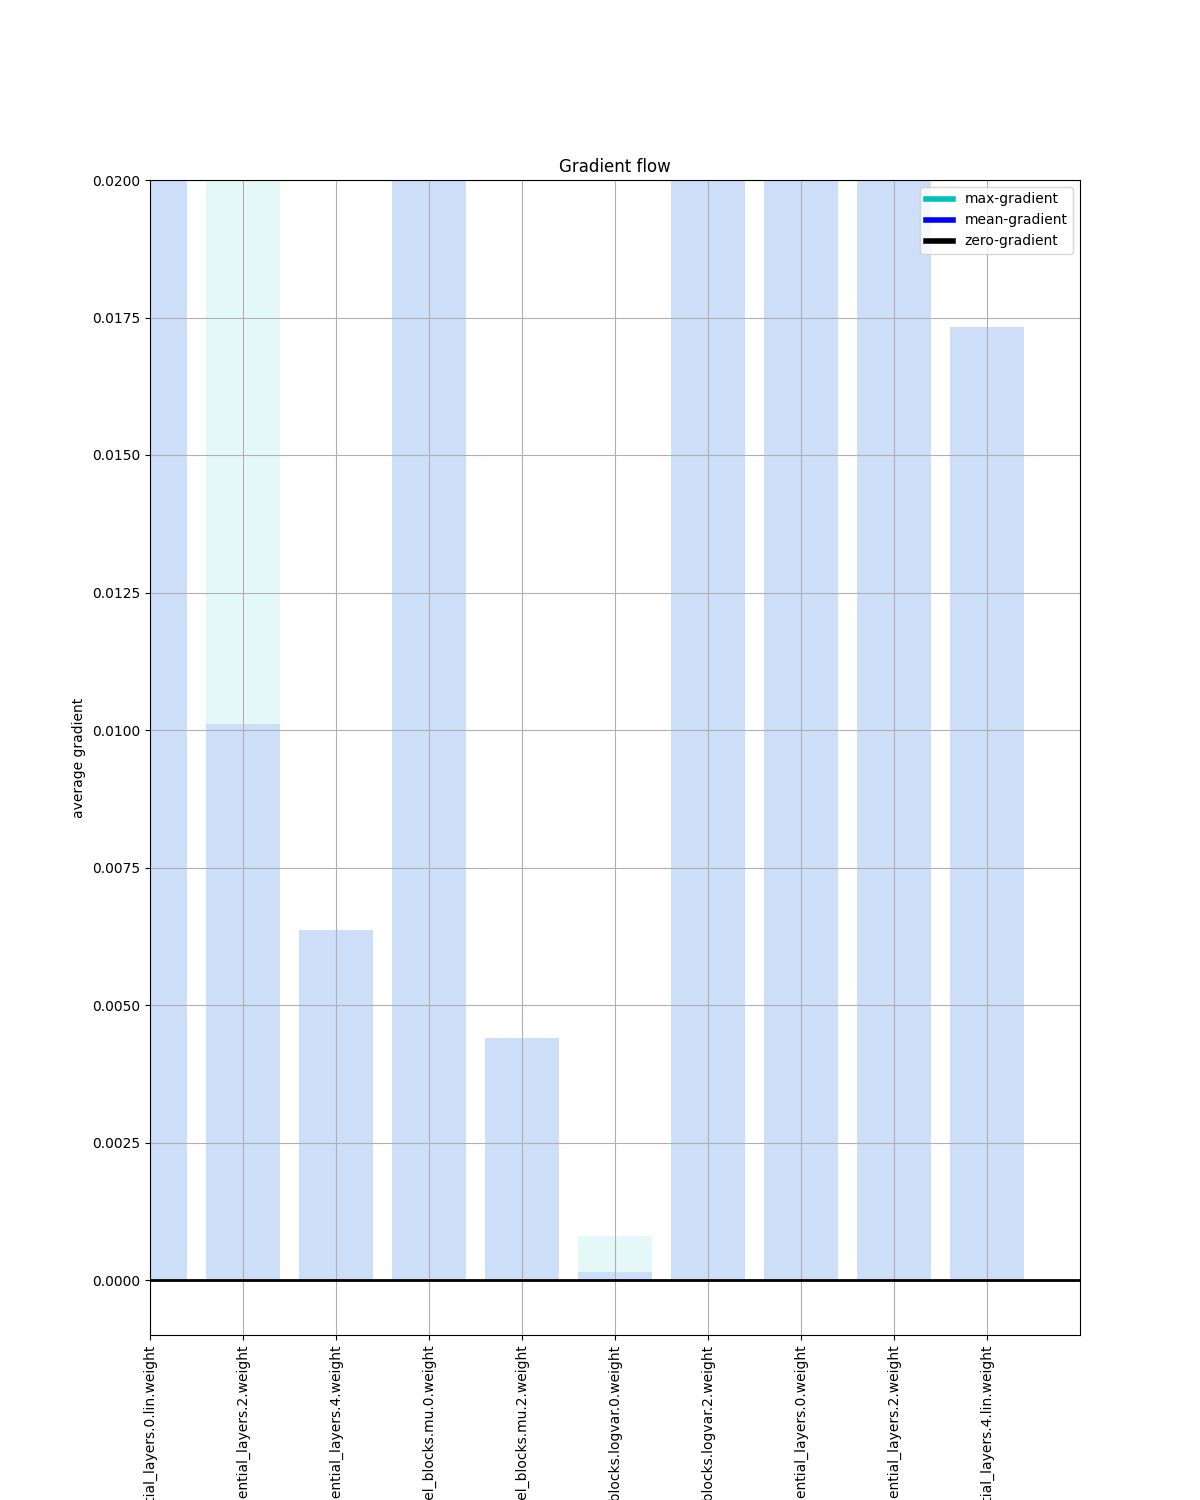 Gradient flow
max-gradient
mean-gradient
zero-gradient
0.0200
0.0175
0.0150
0.0125
0.0100
0.0075
0.0050
0.0025
0.0000
average gradient
tial_layers.0.lin.weight
ential_layers.2.weight
ential_layers.4.weight
el_blocks.mu.0.weight
el_blocks.mu.2.weight
blocks.logvar.0.weight
blocks.logvar.2.weight
ential_layers.0.weight
ential_layers.2.weight
tial_layers.4.lin.weight